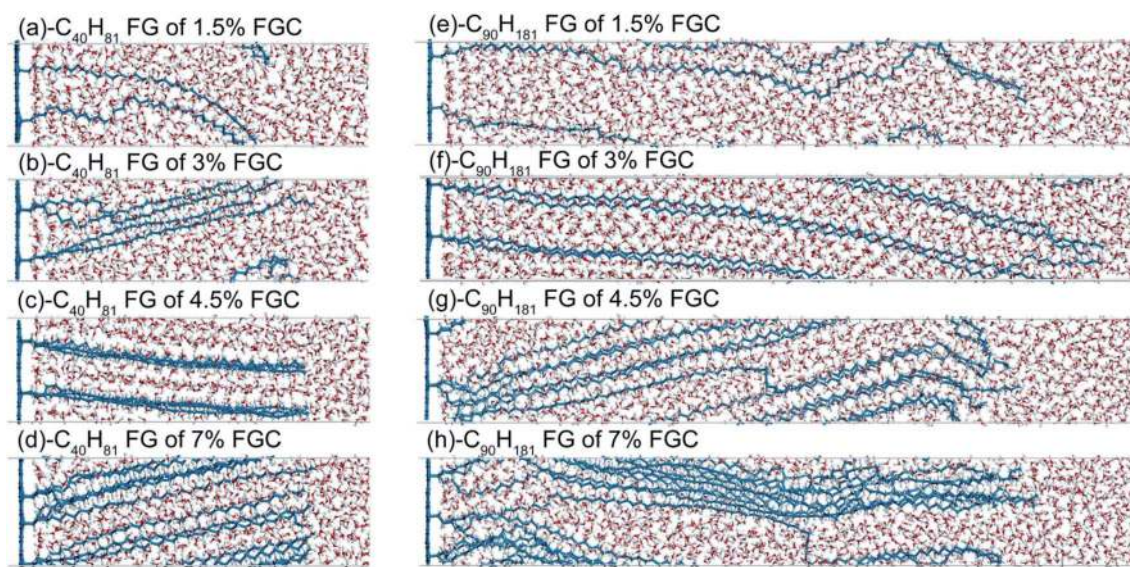 (a)-C₄₀H₈₁ FG of 1.5% FGC
(b)-C₄₀H₈₁ FG of 3% FGC
(c)-C₄₀H₈₁ FG of 4.5% FGC
(d)-C₄₀H₈₁ FG of 7% FGC
(e)-C₉₀H₁₈₁ FG of 1.5% FGC
(f)-C₉₀H₁₈₁ FG of 3% FGC
(g)-C₉₀H₁₈₁ FG of 4.5% FGC
(h)-C₉₀H₁₈₁ FG of 7% FGC